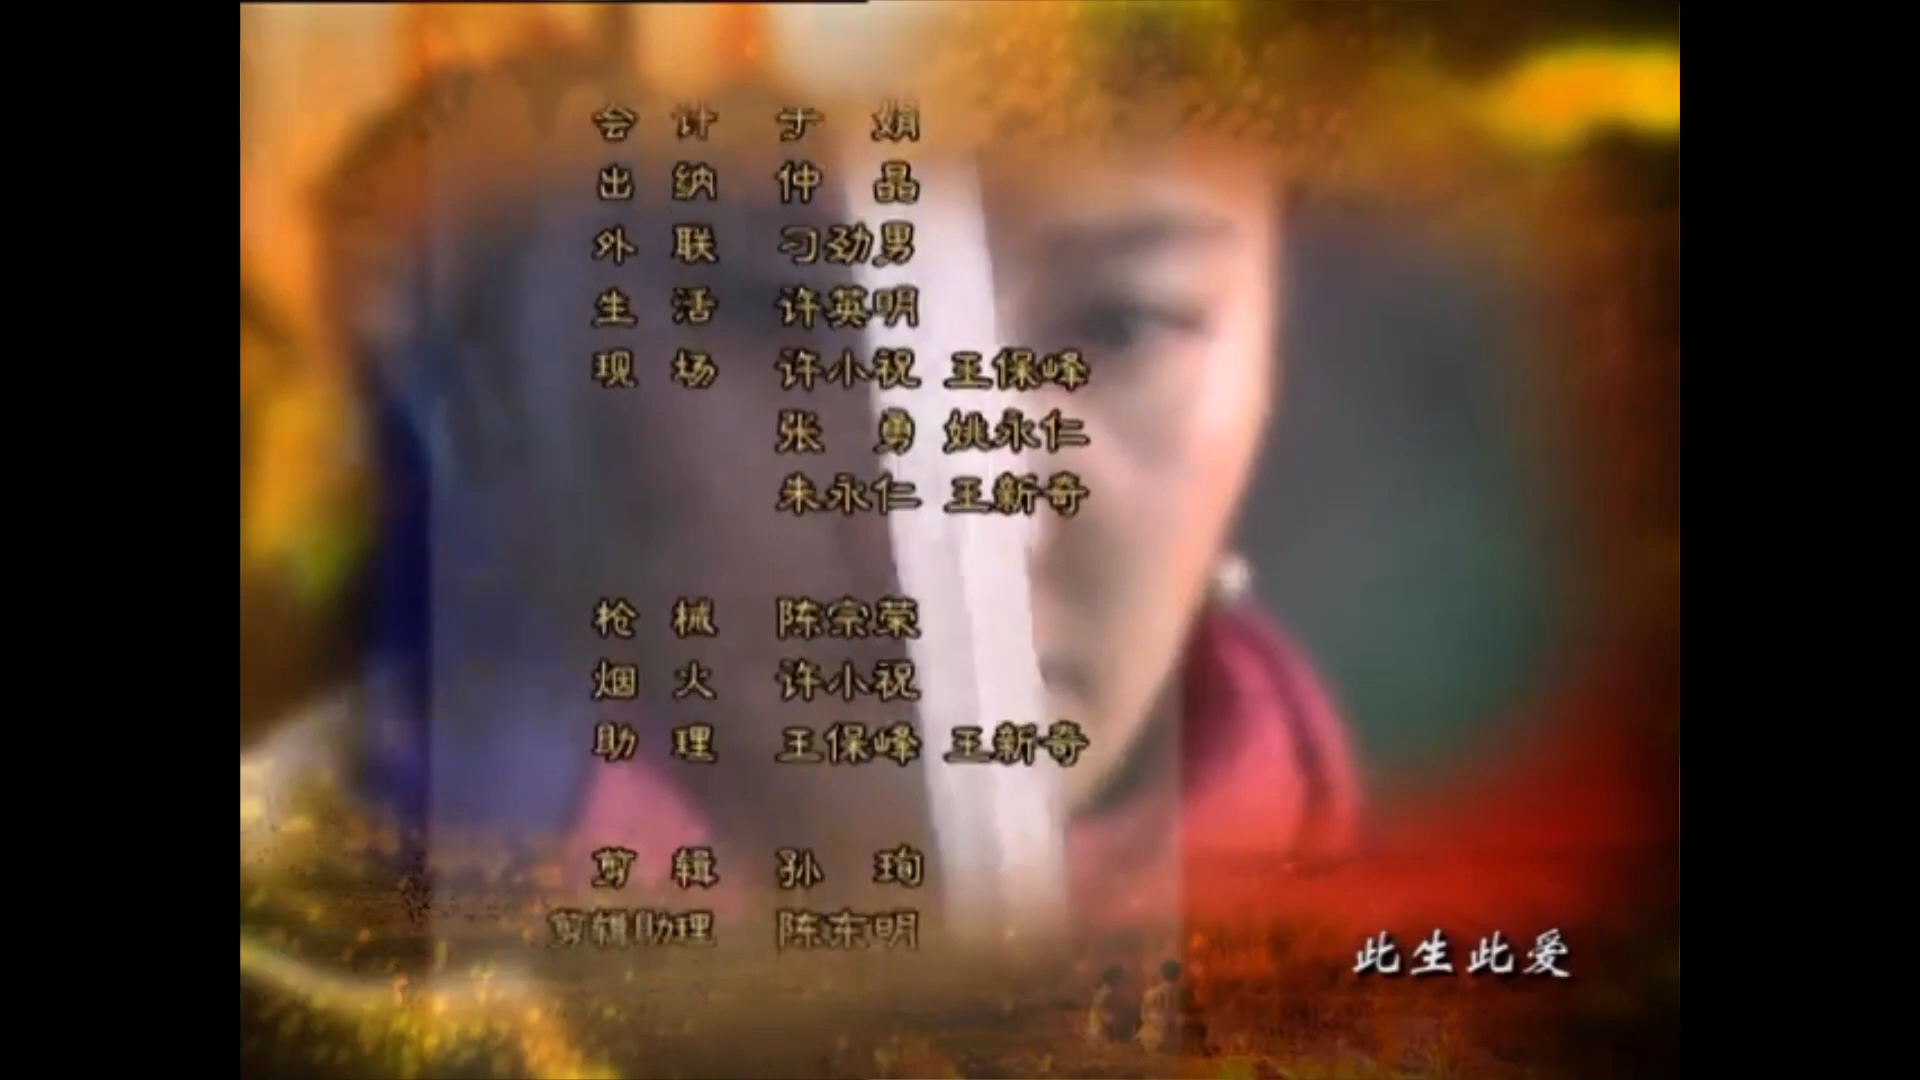 会计 于娟
出纳 仲晶
外联 刁劲男
生活 许英明
现场 许小祝 王保峰
张勇 姚永仁
朱永仁 王新奇
枪械 陈宗荣
烟火 许小祝
助理 王保峰 王新奇
剪辑 孙珣
剪辑助理 陈东明
此生此爱